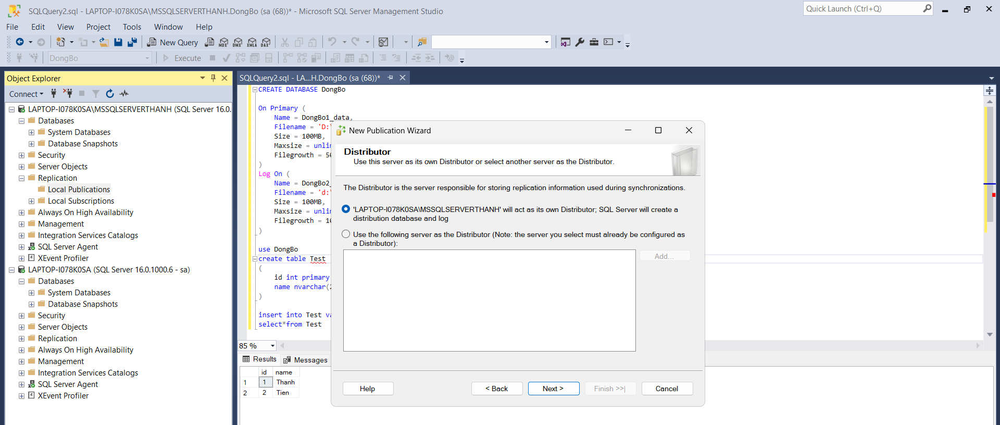 SQLQuery2.sql - LAPTOP-I078K0SA\MSSQLSERVERTHANH.DongBo (sa (68))* - Microsoft SQL Server Management Studio
Quick Launch (Ctrl+Q)
File Edit View Project Tools Window Help
New Query
MDX DMX XMLA DAX
DongBo
Execute
Object Explorer
Connect
LAPTOP-I078K0SA\MSSQLSERVERTHANH (SQL Server 16.0.
Databases
System Databases
Database Snapshots
Security
Server Objects
Replication
Local Publications
Local Subscriptions
Always On High Availability
Management
Integration Services Catalogs
SQL Server Agent
XEvent Profiler
LAPTOP-I078K0SA (SQL Server 16.0.1000.6 - sa)
Databases
System Databases
Database Snapshots
Security
Server Objects
Replication
Always On High Availability
Management
Integration Services Catalogs
SQL Server Agent
XEvent Profiler
SQLQuery2.sql - LA...H.DongBo (sa (68))*
CREATE DATABASE DongBo
On Primary (
Name = DongBo1_data,
Filename = 'D:\
Size = 100MB,
Maxsize = unlim
Filegrowth = 50
)
Log On (
Name = DongBo2_
Filename = 'd:\
Size = 100MB,
Maxsize = unlim
Filegrowth = 10
)
use DongBo
create table Test
(
id int primary
name nvarchar(2
)
insert into Test va
select*from Test
85 %
Results Messages
id name
1 1 Thanh
2 2 Tien
New Publication Wizard
Distributor
Use this server as its own Distributor or select another server as the Distributor.
The Distributor is the server responsible for storing replication information used during synchronizations.
'LAPTOP-I078K0SA\MSSQLSERVERTHANH' will act as its own Distributor; SQL Server will create a
distribution database and log
Use the following server as the Distributor (Note: the server you select must already be configured as
a Distributor):
Add...
Help
< Back
Next >
Finish >>|
Cancel